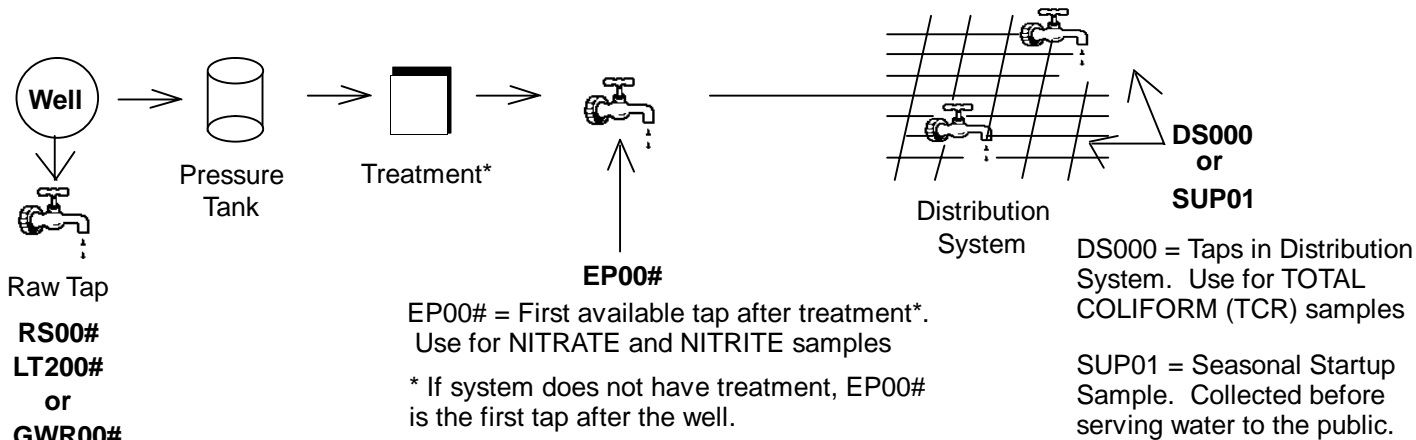 Well
Raw Tap
RS00#
LT200#
or
GWR00#
Pressure
Tank
Treatment*
EP00#
EP00# = First available tap after treatment*.
Use for NITRATE and NITRITE samples
* If system does not have treatment, EP00#
is the first tap after the well.
Distribution
System
DS000
or
SUP01
DS000 = Taps in Distribution
System. Use for TOTAL
COLIFORM (TCR) samples
SUP01 = Seasonal Startup
Sample. Collected before
serving water to the public.